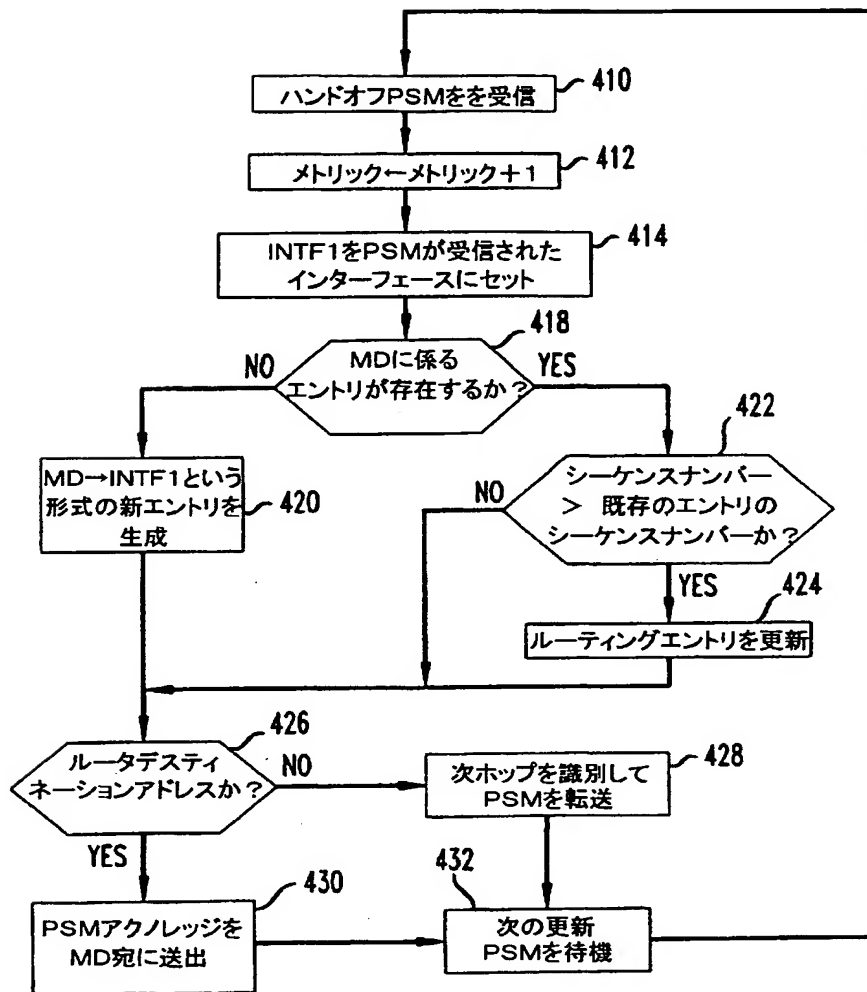 ハンドオフPSMをを受信
410
メトリック←メトリック+1
412
INTF1をPSMが受信された
インターフェースにセット
414
418
MDに係る
エントリが存在するか?
NO
YES
MD→INTF1という
形式の新エントリを
生成
420
422
シーケンスナンバー
> 既存のエントリの
シーケンスナンバーか?
NO
YES
424
ルーティングエントリを更新
426
ルータデスティ
ネーションアドレスか?
NO
YES
次ホップを識別して
PSMを転送
428
430
PSMアクノレッジを
MD宛に送出
432
次の更新
PSMを待機